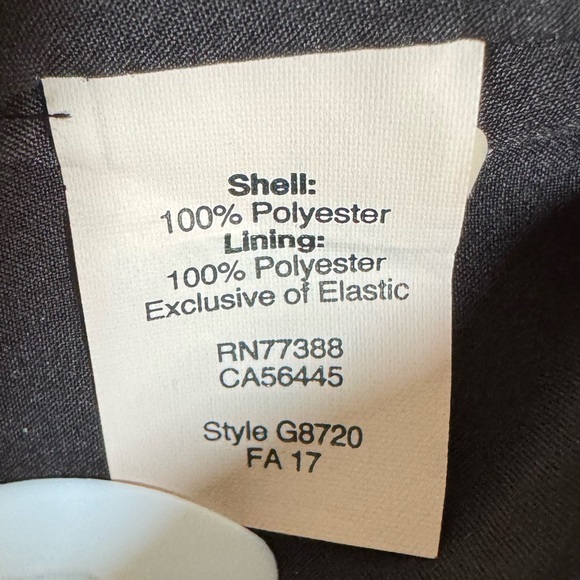 Shell:
100% Polyester
Lining:
100% Polyester
Exclusive of Elastic
RN77388
CA56445
Style G8720
FA 17